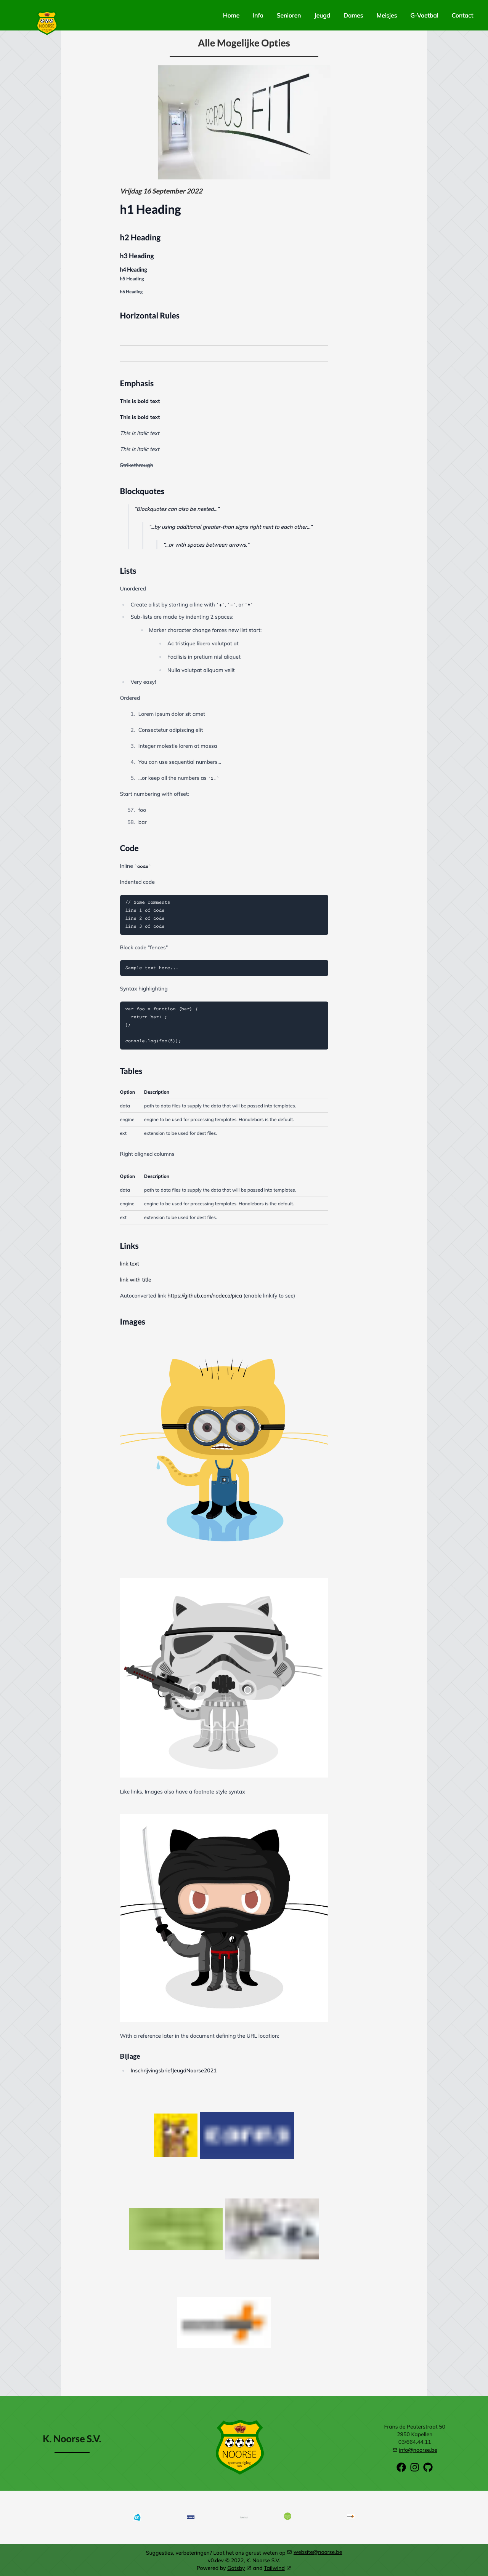 Home Info Senioren Jeugd Dames Meisjes G-Voetbal Contact
NOORSE
Alle Mogelijke Opties
CORPUS FIT
Vrijdag 16 September 2022
h1 Heading
h2 Heading
h3 Heading
h4 Heading
h5 Heading
h6 Heading
Horizontal Rules
Emphasis
This is bold text
This is bold text
This is italic text
This is italic text
Strikethrough
Blockquotes
"Blockquotes can also be nested..."
"...by using additional greater-than signs right next to each other..."
"...or with spaces between arrows."
Lists
Unordered
Create a list by starting a line with `+`, `-`, or `*`
Sub-lists are made by indenting 2 spaces:
Marker character change forces new list start:
Ac tristique libero volutpat at
Facilisis in pretium nisl aliquet
Nulla volutpat aliquam velit
Very easy!
Ordered
1. Lorem ipsum dolor sit amet
2. Consectetur adipiscing elit
3. Integer molestie lorem at massa
4. You can use sequential numbers...
5. ...or keep all the numbers as `1.`
Start numbering with offset:
57. foo
58. bar
Code
Inline `code`
Indented code
// Some comments
line 1 of code
line 2 of code
line 3 of code
Block code "fences"
Sample text here...
Syntax highlighting
var foo = function (bar) {
return bar++;
};
console.log(foo(5));
Tables
Option Description
data path to data files to supply the data that will be passed into templates.
engine engine to be used for processing templates. Handlebars is the default.
ext extension to be used for dest files.
Right aligned columns
Option Description
data path to data files to supply the data that will be passed into templates.
engine engine to be used for processing templates. Handlebars is the default.
ext extension to be used for dest files.
Links
link text
link with title
Autoconverted link https://github.com/nodeca/pica (enable linkify to see)
Images
Like links, Images also have a footnote style syntax
With a reference later in the document defining the URL location:
Bijlage
InschrijvingsbriefJeugdNoorse2021
K. Noorse S.V.
NOORSE
Frans de Peuterstraat 50
2950 Kapellen
03/664.44.11
info@noorse.be
Suggesties, verbeteringen? Laat het ons gerust weten op website@noorse.be
v0.dev © 2022, K. Noorse S.V.
Powered by Gatsby and Tailwind